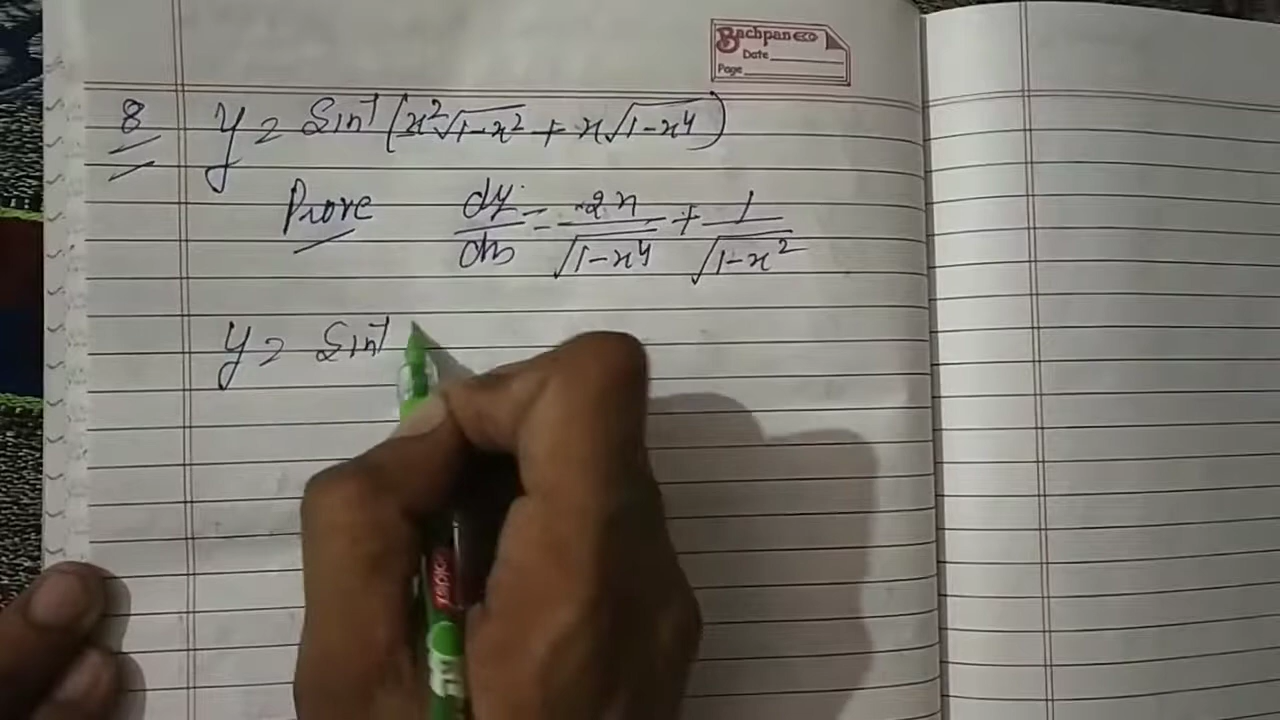 Bachpan
Date
Page
8 y = Sin⁻¹ (x²√1-x² + x√1-x⁴)
Prove dy/dx = 2x/√1-x⁴ + 1/√1-x²
y = Sin⁻¹